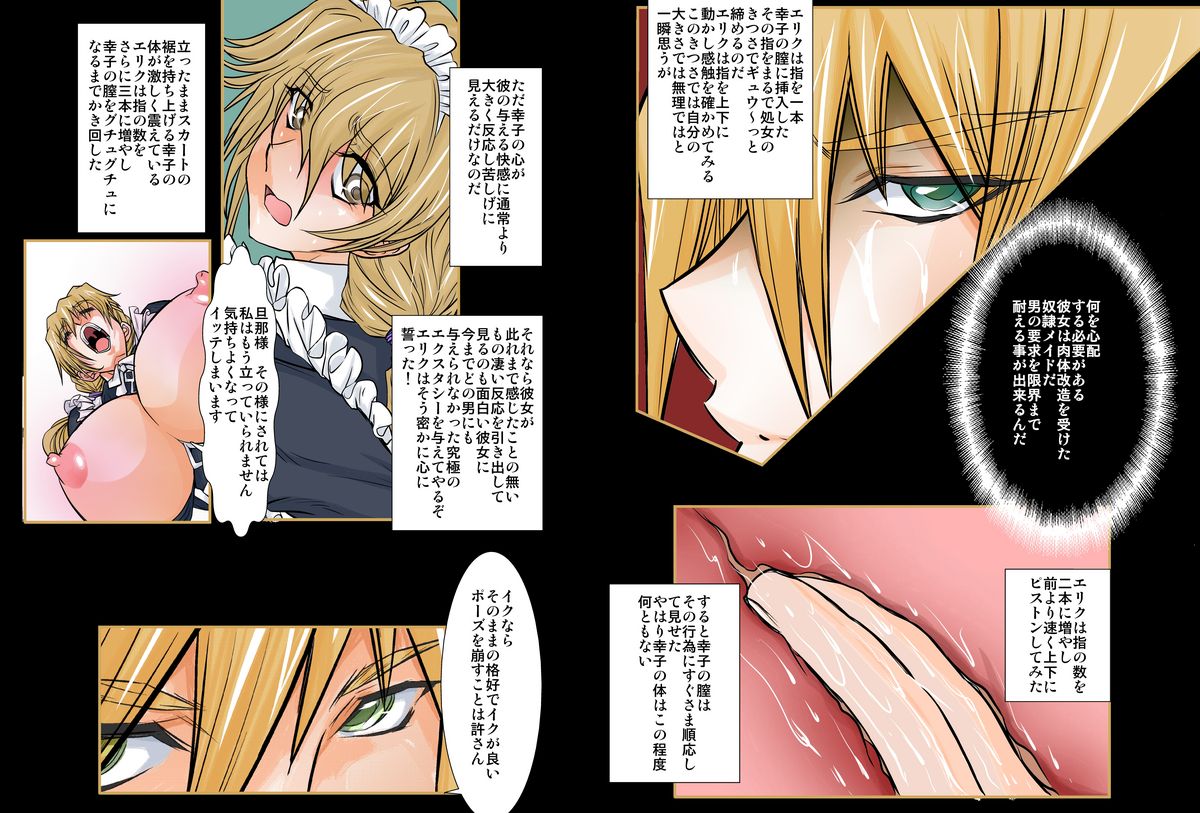 エリクは指を一本
幸子の膣に挿入した
その指をまるで処女の
きつさでギュウ～っと
締めるのだ
エリクは指を上下に
動かし感触を確かめてみる
このきつさでは自分の
大きさでは無理ではと
一瞬思うが
何を心配
する必要がある
彼女は肉体改造を受けた
奴隷メイドだ
男の要求を限界まで
耐える事が出来るんだ
エリクは指の数を
二本に増やし
前より速く上下に
ピストンしてみた
すると幸子の膣は
その行為にすぐさま順応し
て見せた
やはり幸子の体はこの程度
何ともない
ただ幸子の心が
彼の与える快感に通常より
大きく反応し苦しげに
見えるだけなのだ
それなら彼女が
此れまで感じたことの無い
もの凄い反応を引き出して
見るのも面白い彼女に
今までどの男にも
与えられなかった究極の
エクスタシーを与えてやるぞ
エリクはそう密かに心に
誓った！
立ったままスカートの
裾を持ち上げる幸子の
体が激しく震えている
エリクは指の数を
さらに三本に増やし
幸子の膣をグチュグチュに
なるまでかき回した
旦那様 その様にされては
私はもう立っていられません
気持ちよくなって
イッテしまいます
イクなら
そのままの格好でイクが良い
ポーズを崩すことは許さん